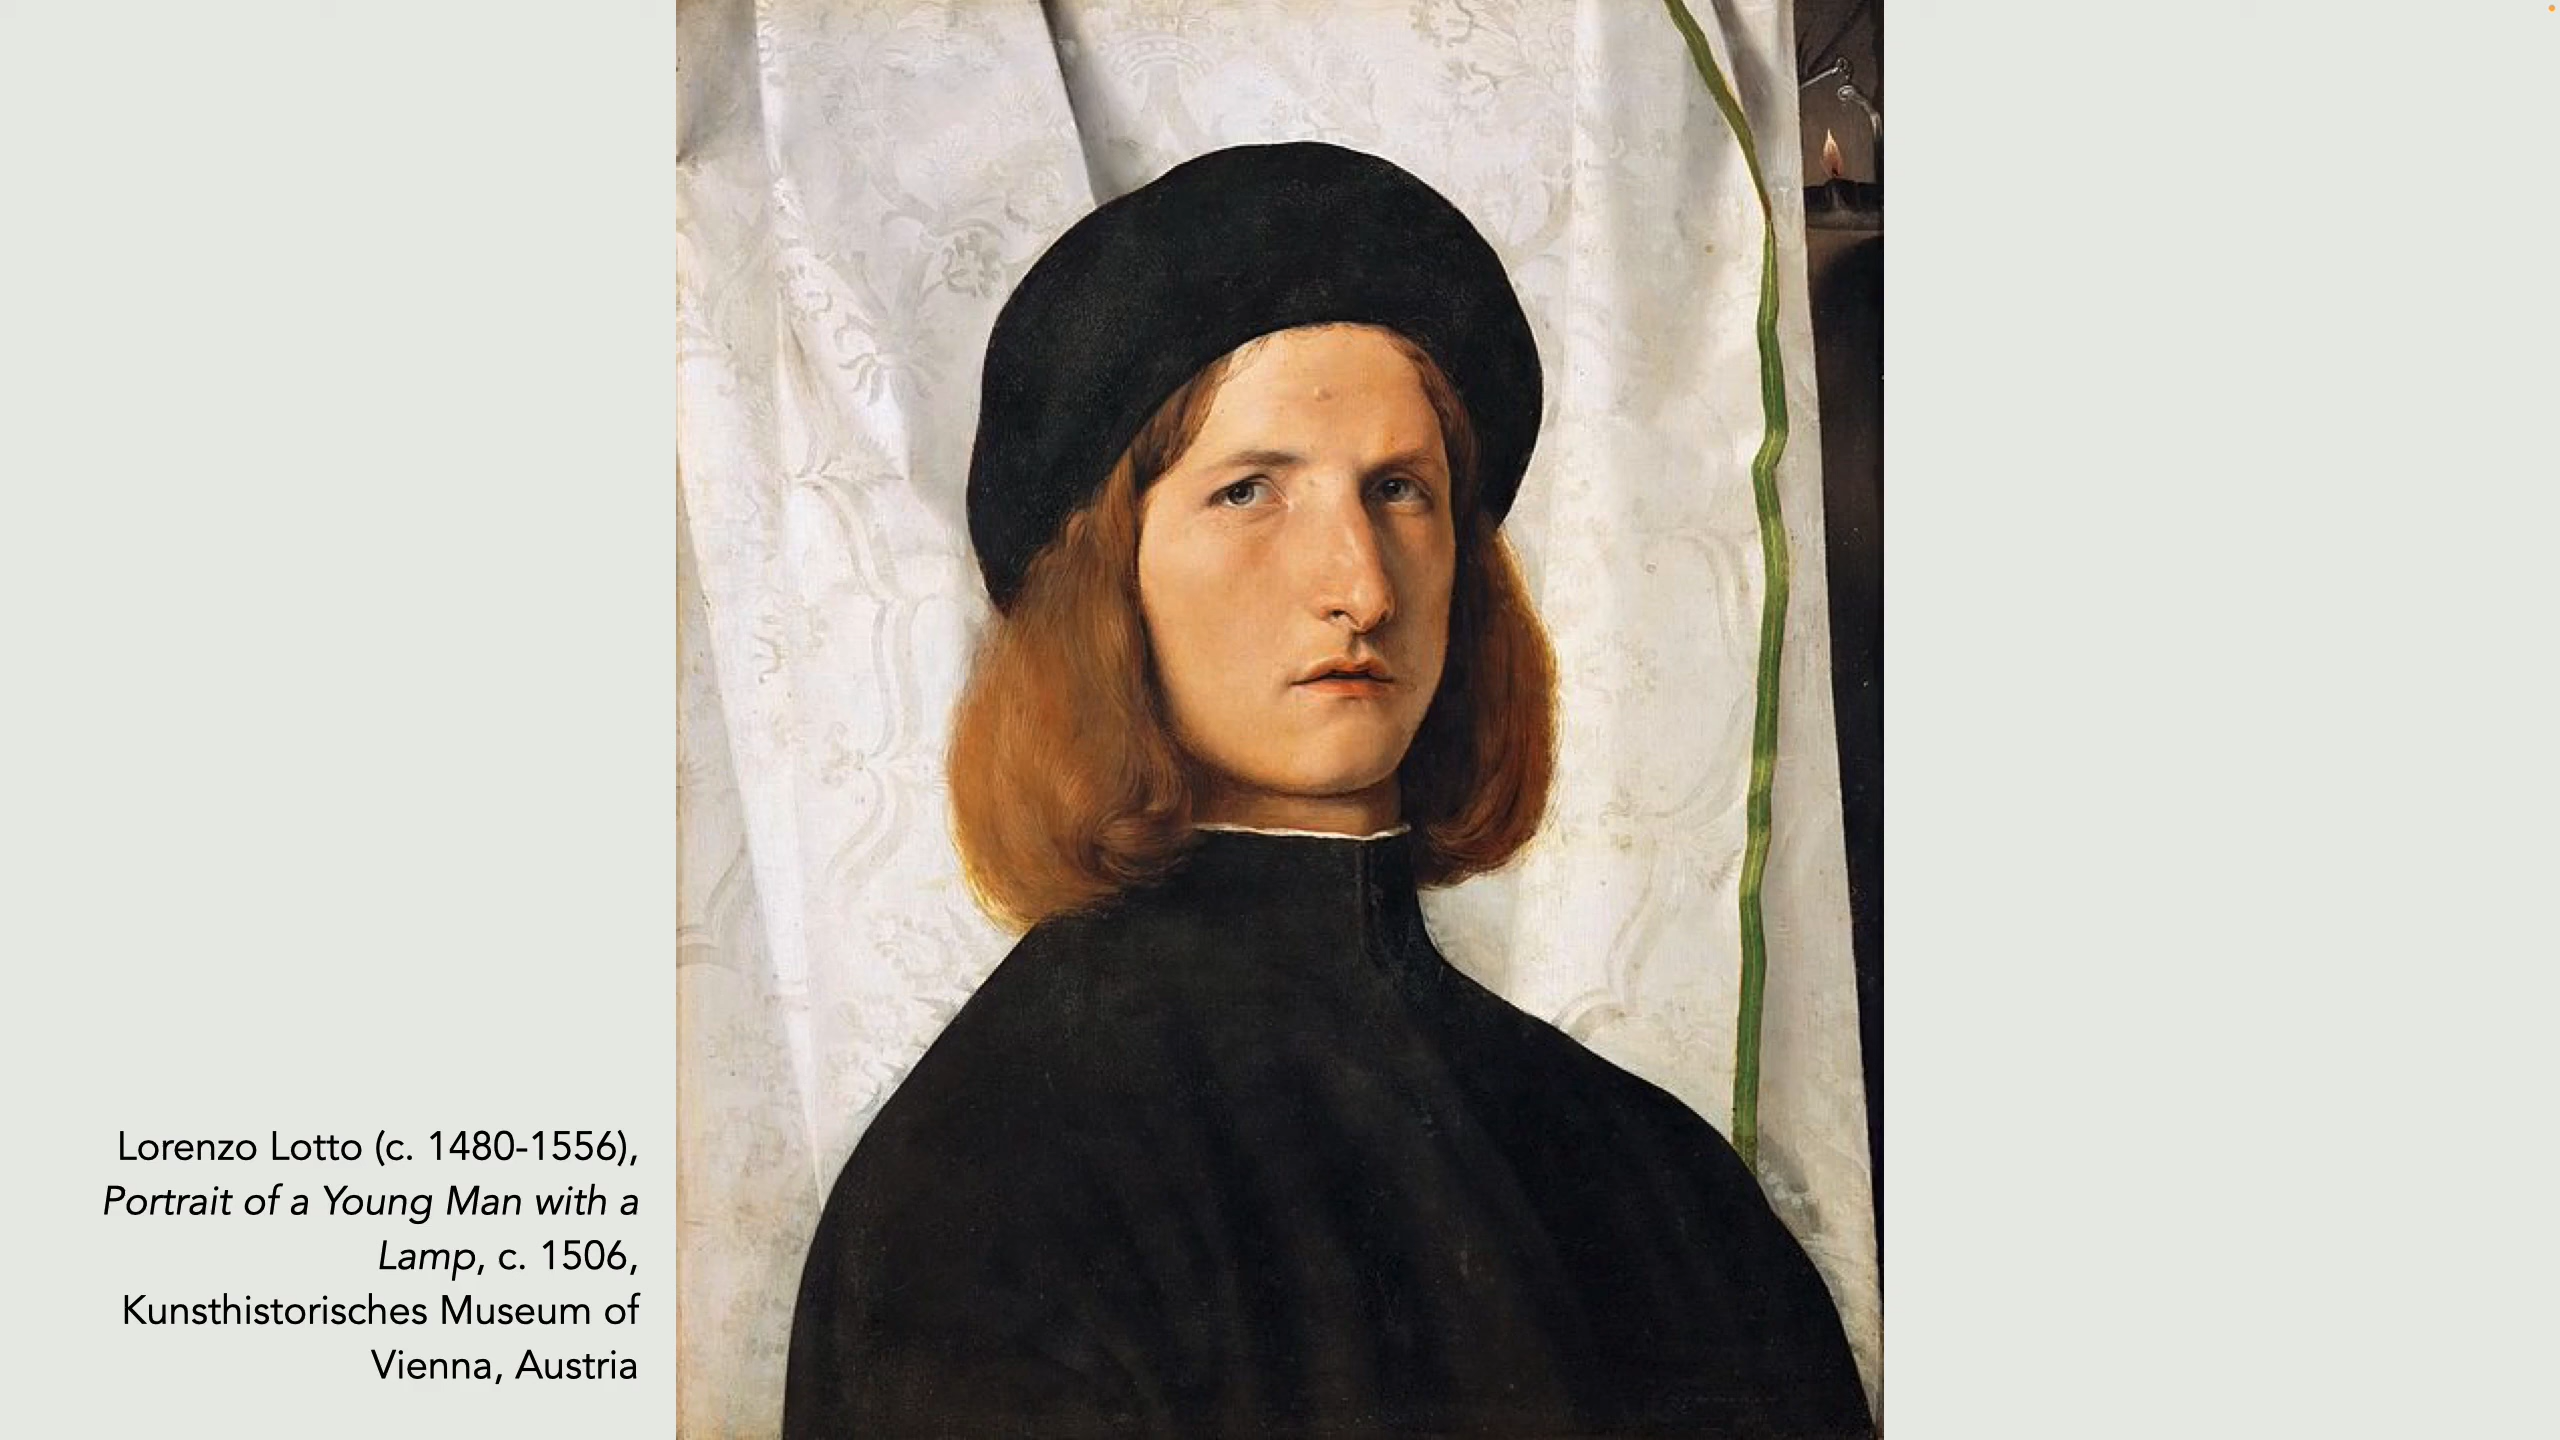 Lorenzo Lotto (c. 1480-1556),
Portrait of a Young Man with a
Lamp, c. 1506,
Kunsthistorisches Museum of
Vienna, Austria